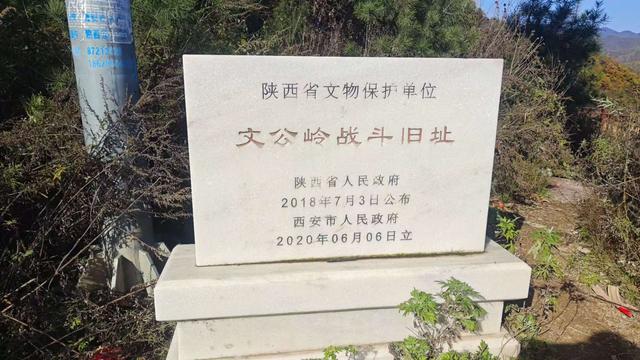 陕西省文物保护单位
文公岭战斗旧址
陕西省人民政府
2018年7月3日公布
西安市人民政府
2020年06月06日立